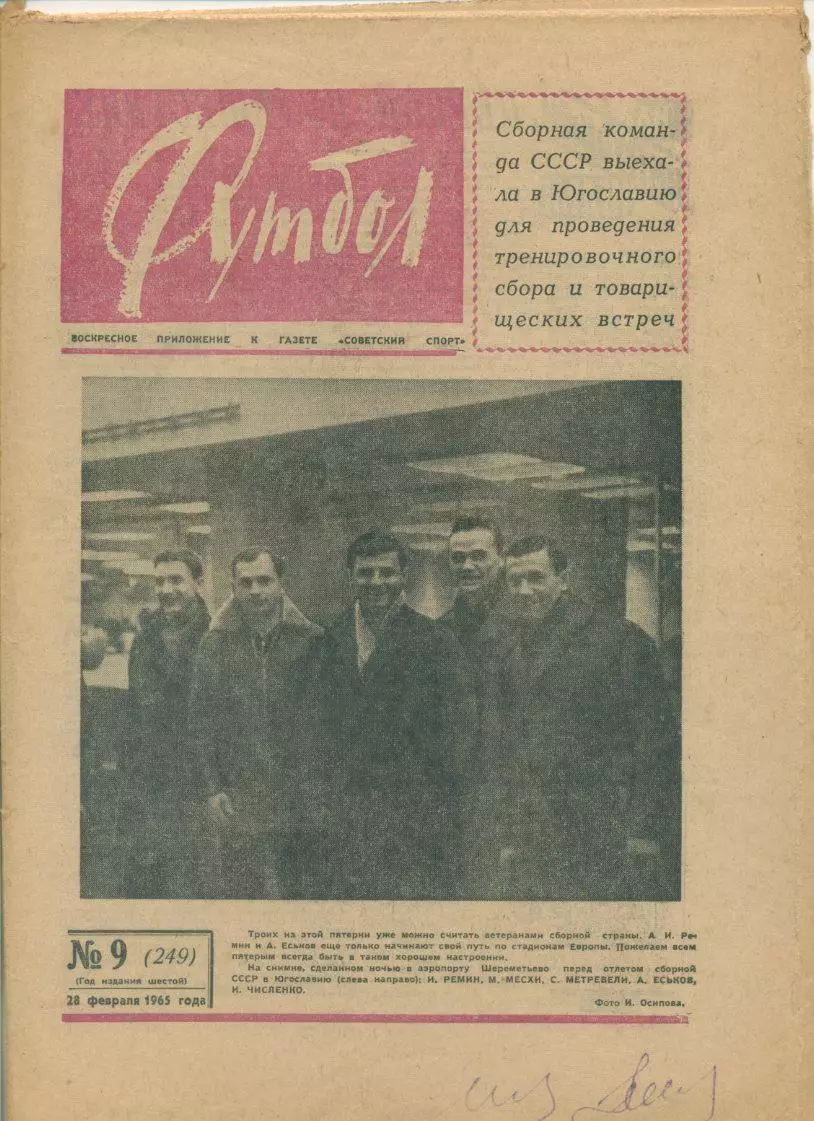 Футбол
Сборная коман-
да СССР выеха-
ла в Югославию
для проведения
тренировочного
сбора и товари-
щеских встреч
ВОСКРЕСНОЕ ПРИЛОЖЕНИЕ К ГАЗЕТЕ «СОВЕТСКИЙ СПОРТ»
№ 9 (249)
(Год издания шестой)
28 февраля 1965 года
Троих из этой пятерки уже можно считать ветеранами сборной страны. А. И. Ре-
мин и А. Еськов еще только начинают свой путь по стадионам Европы. Пожелаем всем
пятерым всегда быть в таком хорошем настроении.
На снимке, сделанном ночью в аэропорту Шереметьево перед отлетом сборной
СССР в Югославию (слева направо): И. РЕМИН, М. МЕСХИ, С. МЕТРЕВЕЛИ, А. ЕСЬКОВ,
И. ЧИСЛЕНКО.
Фото И. Осипова.